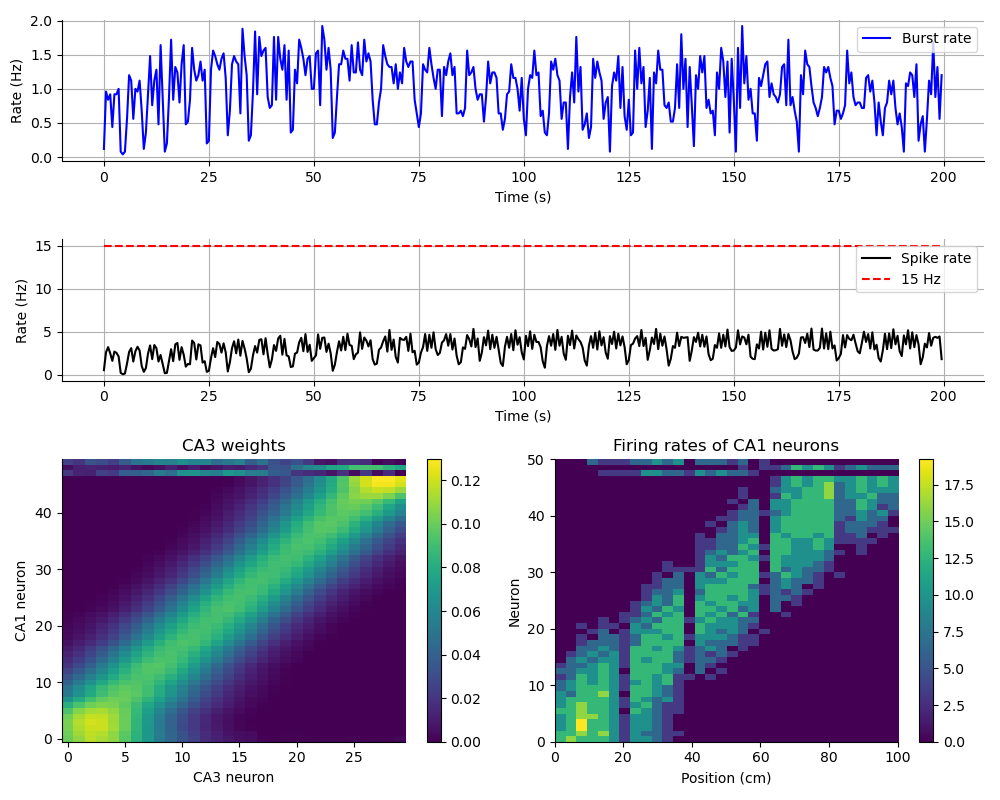 2.0
1.5
1.0
0.5
0.0
Rate (Hz)
Burst rate
0 25 50 75 100 125 150 175 200
Time (s)
15
10
5
0
Rate (Hz)
Spike rate
15 Hz
0 25 50 75 100 125 150 175 200
Time (s)
CA3 weights
40
30
20
10
0
CA1 neuron
0 5 10 15 20 25
CA3 neuron
0.12
0.10
0.08
0.06
0.04
0.02
0.00
Firing rates of CA1 neurons
50
40
30
20
10
0
Neuron
0 20 40 60 80 100
Position (cm)
17.5
15.0
12.5
10.0
7.5
5.0
2.5
0.0